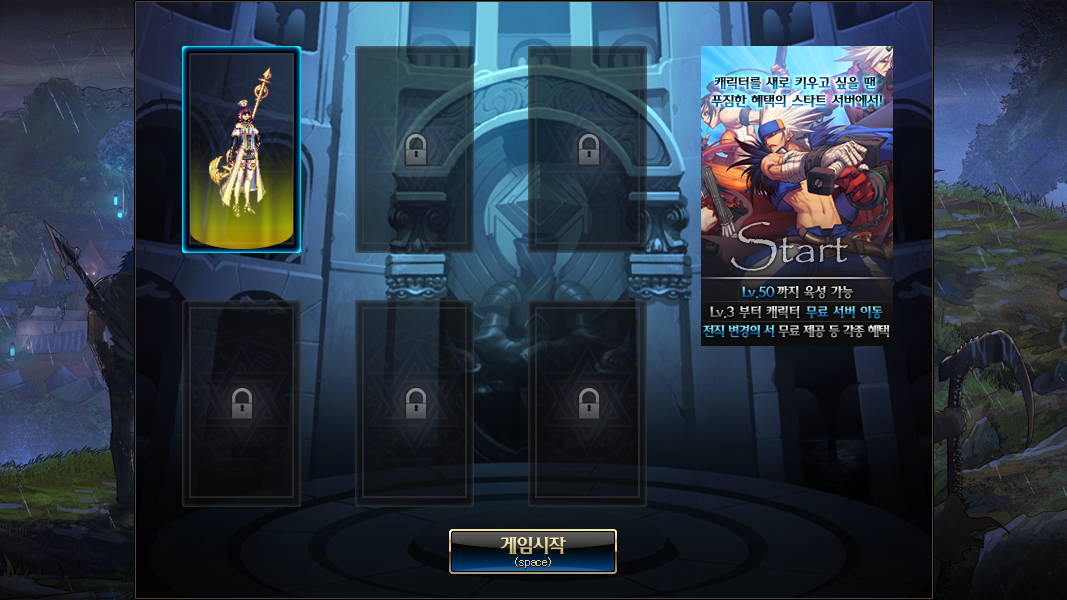 캐릭터를 새로 키우고 싶을 땐
푸짐한 혜택의 스타트 서버에서!
Start
Lv.50 까지 육성 가능
Lv.3 부터 캐릭터 무료 서버 이동
전직 변경의 서 무료 제공 등 각종 혜택
게임시작
(space)